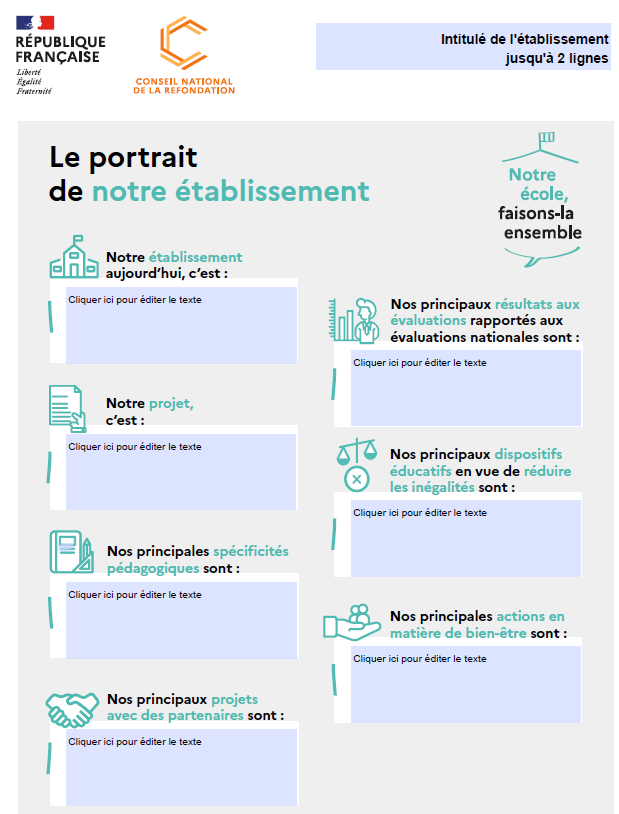 RÉPUBLIQUE
FRANÇAISE
Liberté
Égalité
Fraternité
CONSEIL NATIONAL
DE LA REFONDATION
Intitulé de l'établissement
jusqu'à 2 lignes
Le portrait
de notre établissement
Notre
école,
faisons-la
ensemble
Notre établissement
aujourd'hui, c'est :
Cliquer ici pour éditer le texte
Notre projet,
c'est :
Cliquer ici pour éditer le texte
Nos principales spécificités
pédagogiques sont :
Cliquer ici pour éditer le texte
Nos principaux projets
avec des partenaires sont :
Cliquer ici pour éditer le texte
Nos principaux résultats aux
évaluations rapportés aux
évaluations nationales sont :
Cliquer ici pour éditer le texte
Nos principaux dispositifs
éducatifs en vue de réduire
les inégalités sont :
Cliquer ici pour éditer le texte
Nos principales actions en
matière de bien-être sont :
Cliquer ici pour éditer le texte